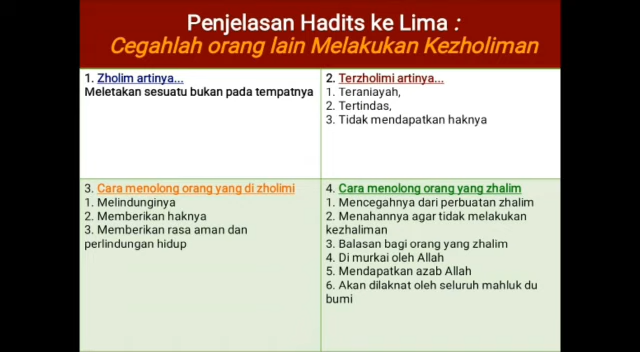 Penjelasan Hadits ke Lima :
Cegahlah orang lain Melakukan Kezholiman
1. Zholim artinya...
Meletakan sesuatu bukan pada tempatnya
2. Terzholimi artinya...
1. Teraniayah,
2. Tertindas,
3. Tidak mendapatkan haknya
3. Cara menolong orang yang di zholimi
1. Melindunginya
2. Memberikan haknya
3. Memberikan rasa aman dan
perlindungan hidup
4. Cara menolong orang yang zhalim
1. Mencegahnya dari perbuatan zhalim
2. Menahannya agar tidak melakukan
kezhaliman
3. Balasan bagi orang yang zhalim
4. Di murkai oleh Allah
5. Mendapatkan azab Allah
6. Akan dilaknat oleh seluruh mahluk du
bumi